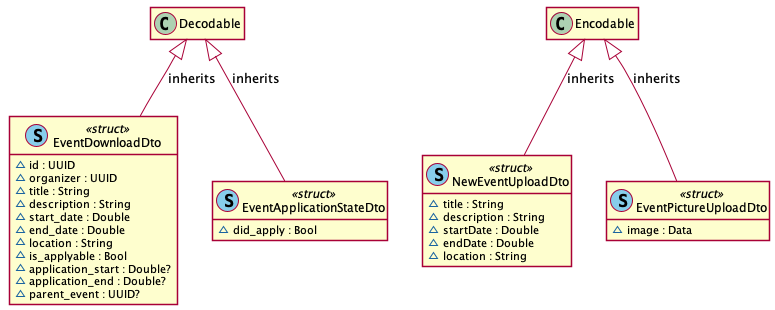 C Decodable
C Encodable
inherits
inherits
inherits
inherits
S «struct»
EventDownloadDto
~ id : UUID
~ organizer : UUID
~ title : String
~ description : String
~ start_date : Double
~ end_date : Double
~ location : String
~ is_applyable : Bool
~ application_start : Double?
~ application_end : Double?
~ parent_event : UUID?
S «struct»
EventApplicationStateDto
~ did_apply : Bool
S «struct»
NewEventUploadDto
~ title : String
~ description : String
~ startDate : Double
~ endDate : Double
~ location : String
S «struct»
EventPictureUploadDto
~ image : Data